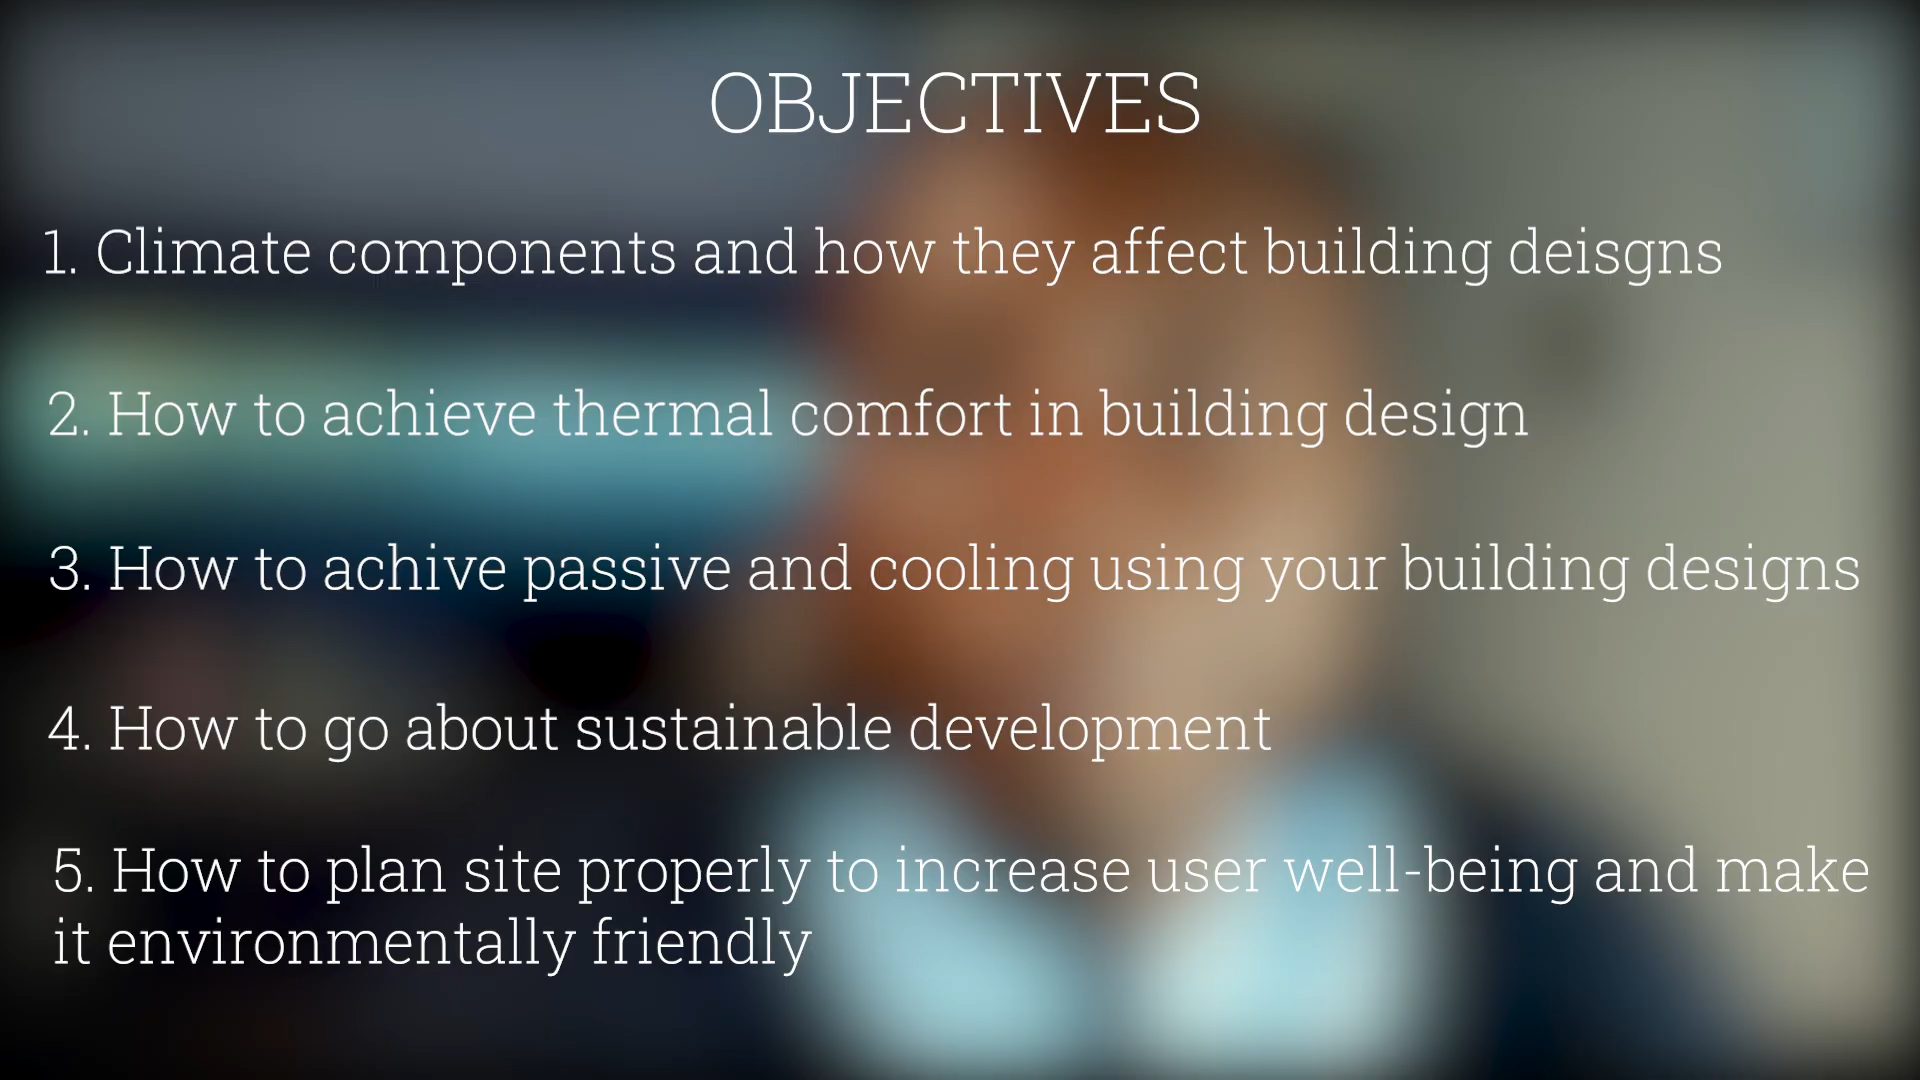 OBJECTIVES
1. Climate components and how they affect building deisgns
2. How to achieve thermal comfort in building design
3. How to achive passive and cooling using your building designs
4. How to go about sustainable development
5. How to plan site properly to increase user well-being and make
it environmentally friendly